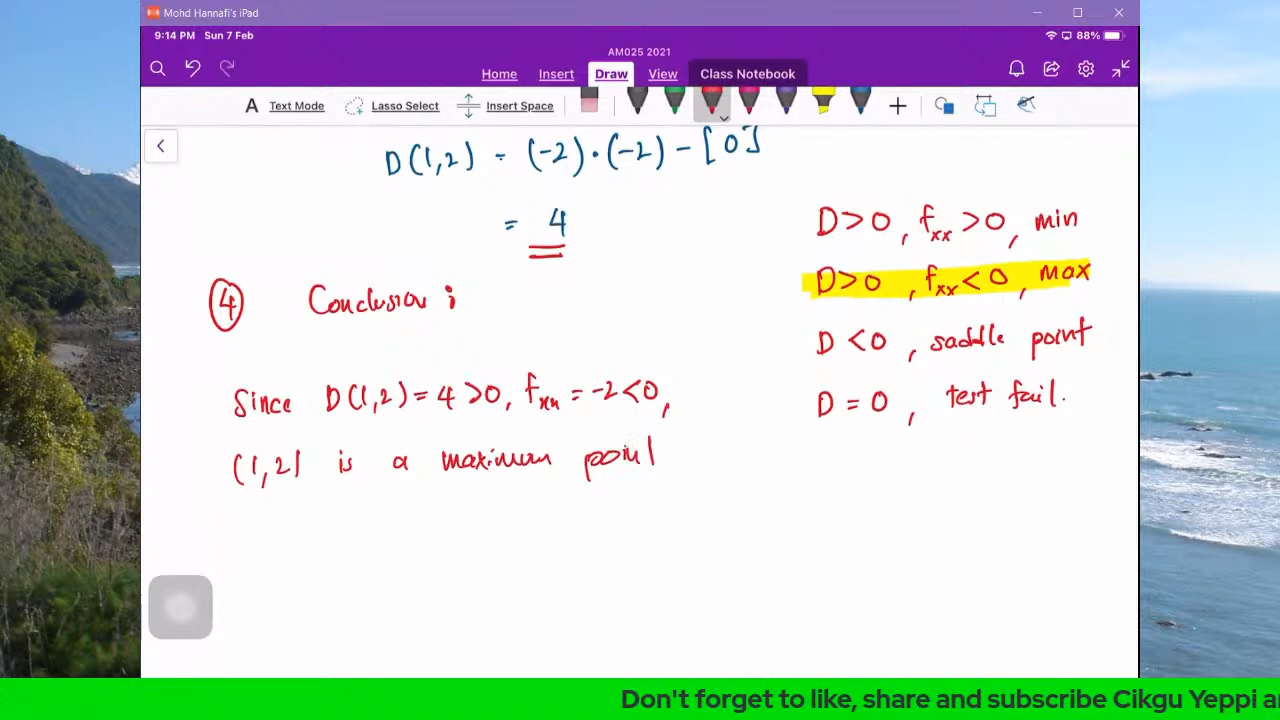 Mohd Hannafi's iPad
9:14 PM Sun 7 Feb
88%
AM025 2021
Home Insert Draw View Class Notebook
A Text Mode Lasso Select Insert Space
D(1,2) = (-2)·(-2) - [0]
= 4
D>0, fxx>0, min
D>0, fxx<0, max
D<0, saddle point
D=0, test fail.
④ Conclusion :
Since D(1,2) = 4>0, fxx = -2<0,
(1,2) is a maximum point
Don't forget to like, share and subscribe Cikgu Yeppi a